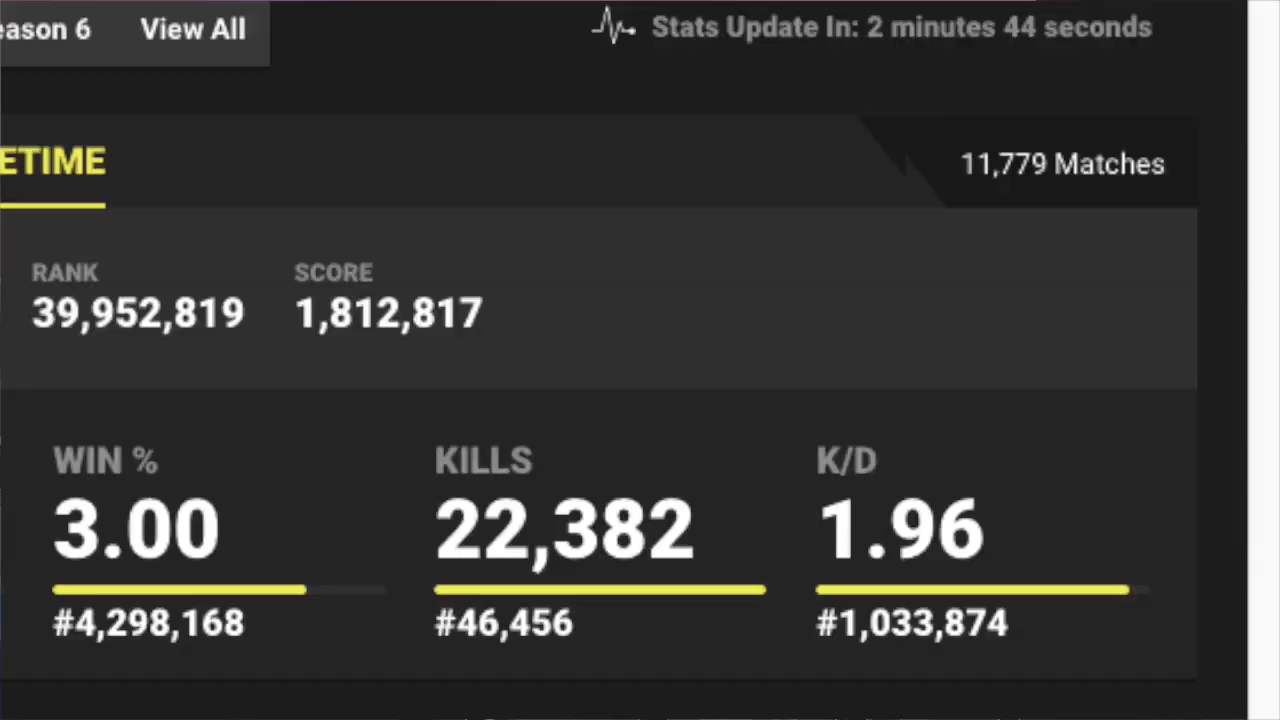 eason 6 View All
Stats Update In: 2 minutes 44 seconds
ETIME
11,779 Matches
RANK SCORE
39,952,819 1,812,817
WIN % KILLS K/D
3.00 22,382 1.96
#4,298,168 #46,456 #1,033,874